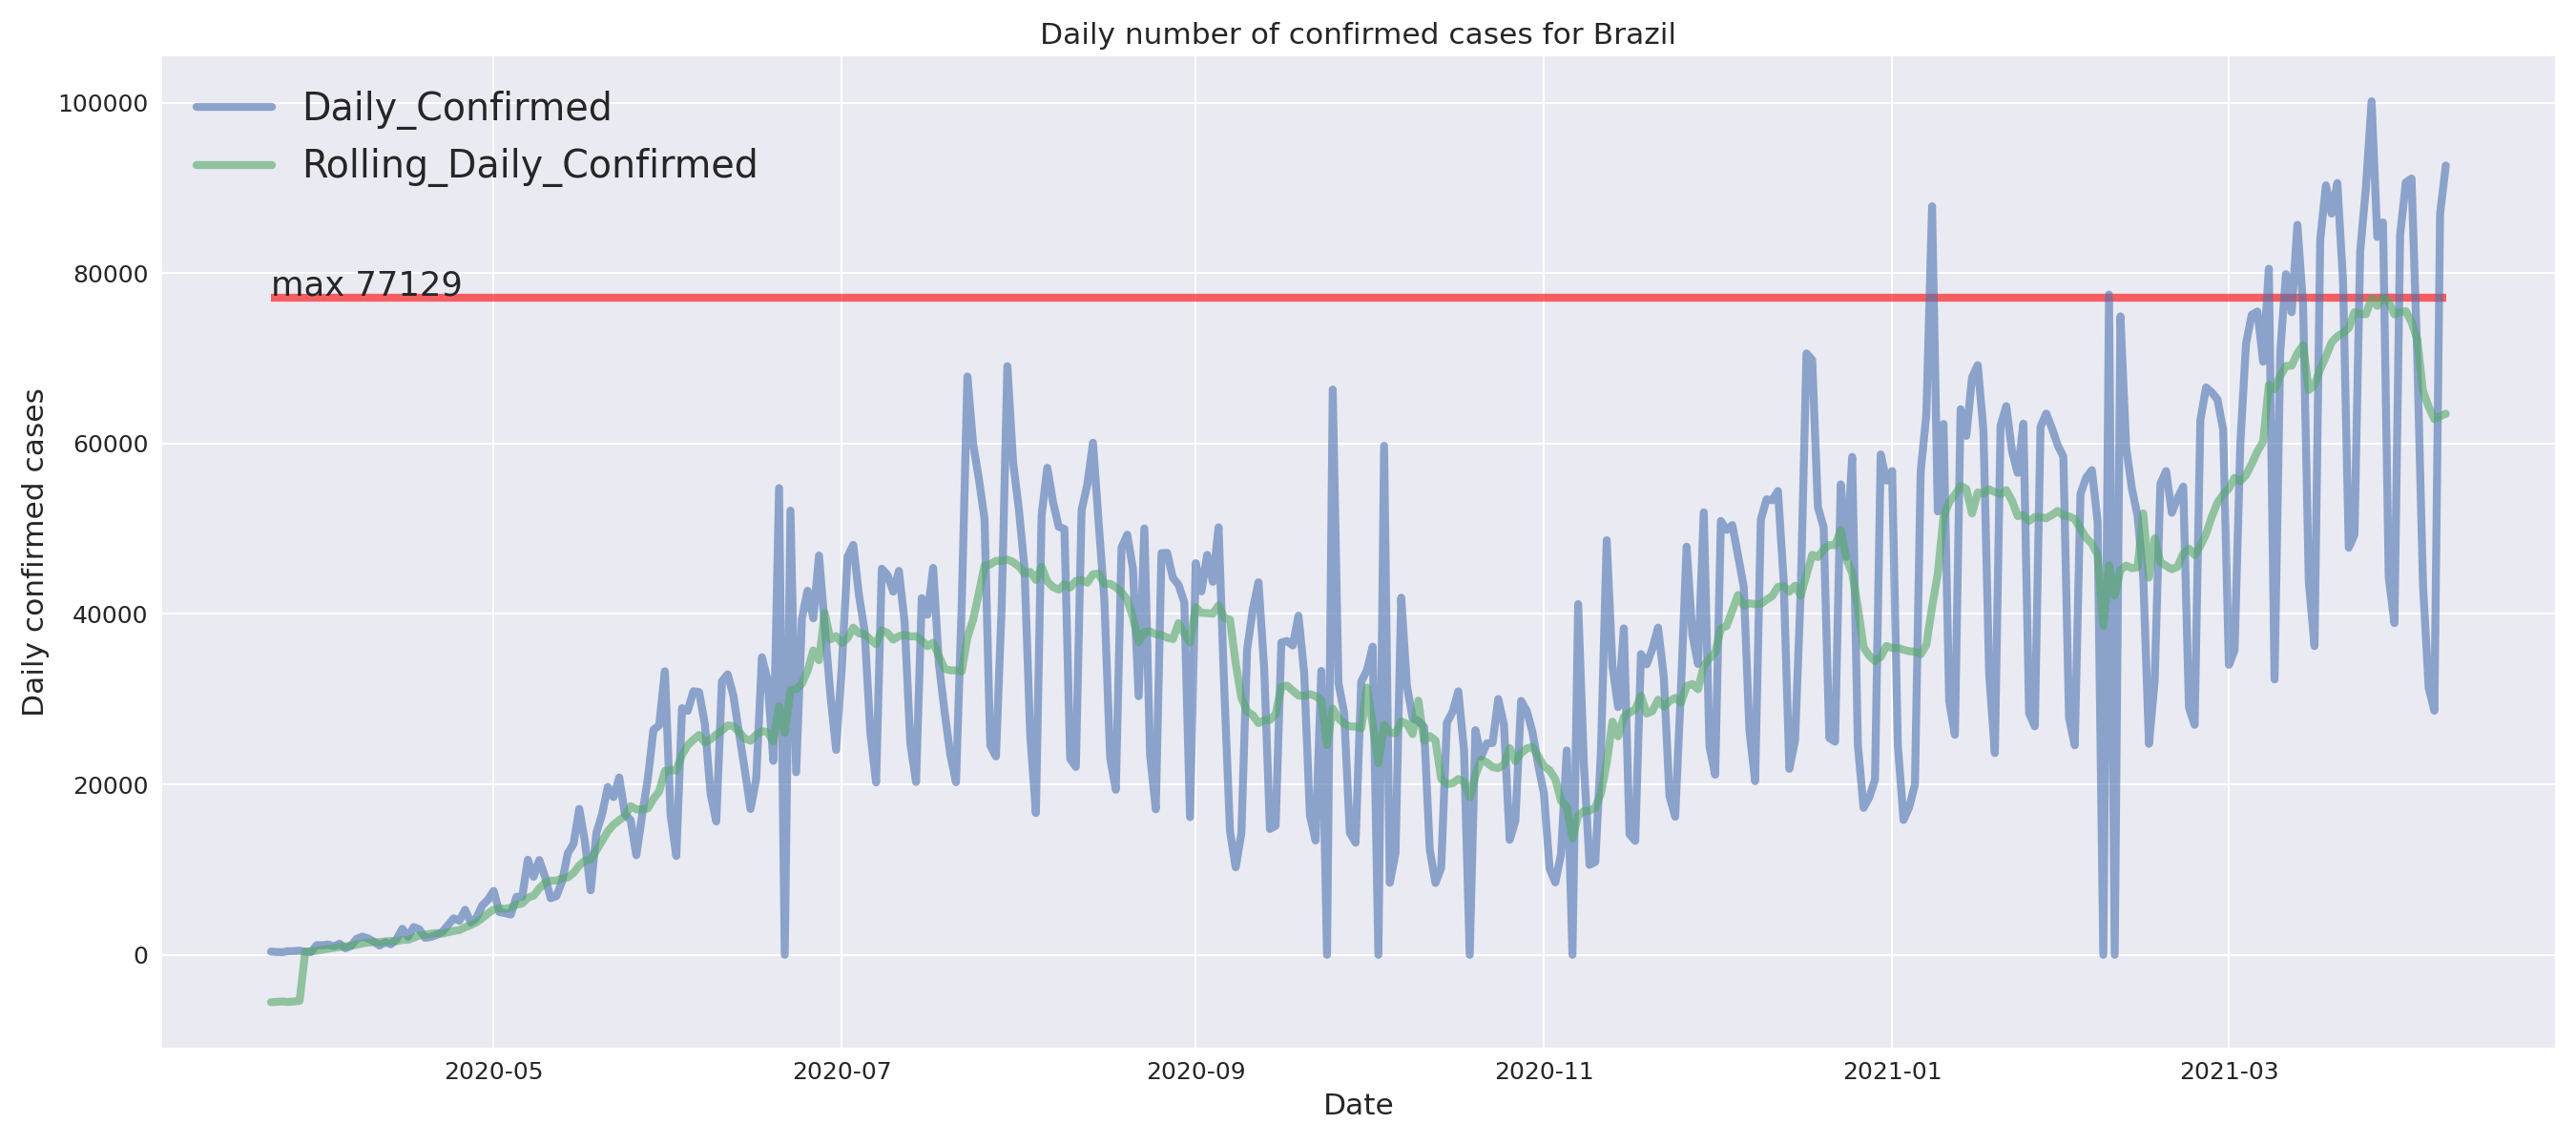 Daily number of confirmed cases for Brazil
Daily_Confirmed
Rolling_Daily_Confirmed
max 77129
Daily confirmed cases
100000
80000
60000
40000
20000
0
2020-05
2020-07
2020-09
2020-11
2021-01
2021-03
Date